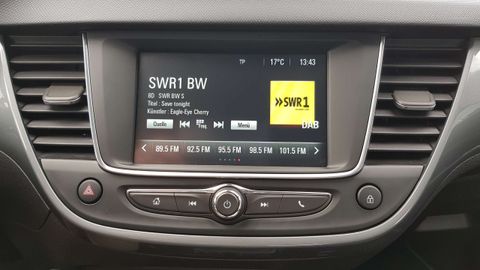 TP 17°C 13:43
SWR1 BW
8D SWR BW S
Titel : Save tonight
Künstler : Eagle-Eye Cherry
»SWR1
Quelle Freq Menü
DAB
89.5 FM 92.5 FM 95.5 FM 98.5 FM 101.5 FM